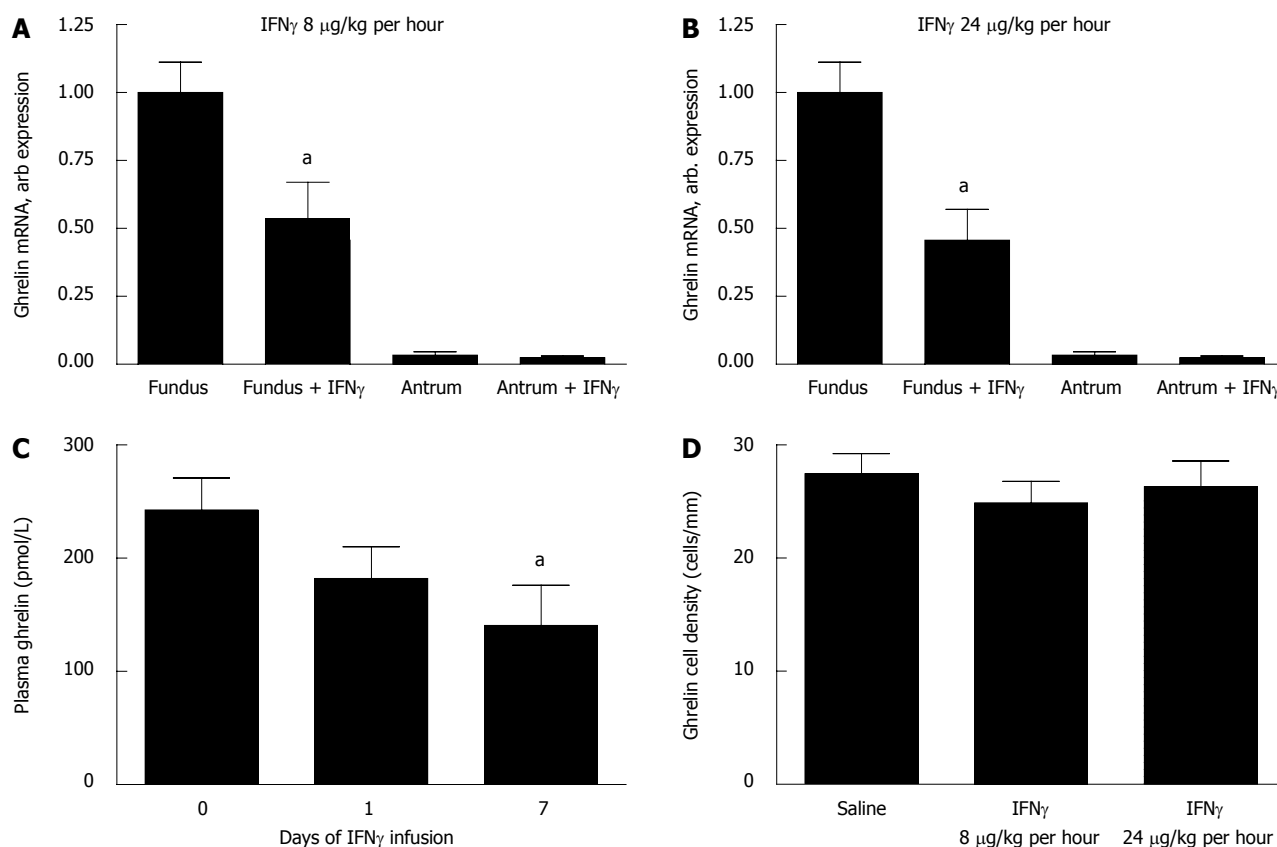 A
IFNγ 8 μg/kg per hour
Ghrelin mRNA, arb expression
1.25
1.00
0.75
0.50
0.25
0.00
a
Fundus
Fundus + IFNγ
Antrum
Antrum + IFNγ
B
IFNγ 24 μg/kg per hour
Ghrelin mRNA, arb. expression
1.25
1.00
0.75
0.50
0.25
0.00
a
Fundus
Fundus + IFNγ
Antrum
Antrum + IFNγ
C
Plasma ghrelin (pmol/L)
300
200
100
0
a
0
1
7
Days of IFNγ infusion
D
Ghrelin cell density (cells/mm)
30
20
10
0
Saline
IFNγ
8 μg/kg per hour
IFNγ
24 μg/kg per hour